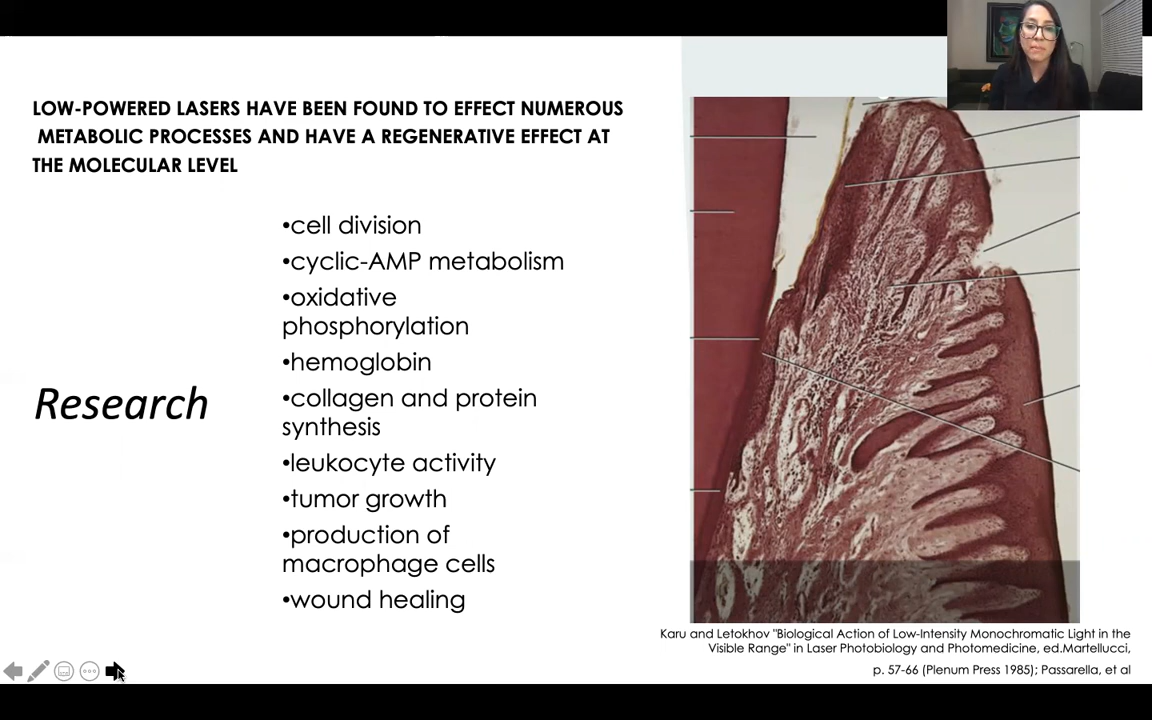 LOW-POWERED LASERS HAVE BEEN FOUND TO EFFECT NUMEROUS
METABOLIC PROCESSES AND HAVE A REGENERATIVE EFFECT AT
THE MOLECULAR LEVEL
Research
•cell division
•cyclic-AMP metabolism
•oxidative
phosphorylation
•hemoglobin
•collagen and protein
synthesis
•leukocyte activity
•tumor growth
•production of
macrophage cells
•wound healing
Karu and Letokhov "Biological Action of Low-Intensity Monochromatic Light in the
Visible Range" in Laser Photobiology and Photomedicine, ed.Martellucci,
p. 57-66 (Plenum Press 1985); Passarella, et al